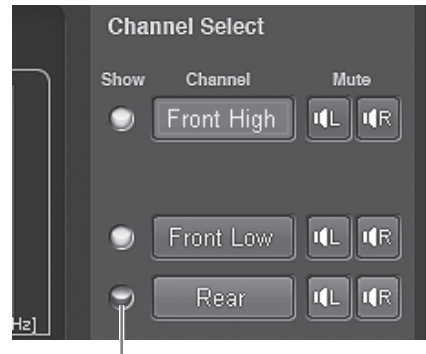 Channel Select
Show Channel Mute
Front High L R
Front Low L R
Rear L R
Hz]